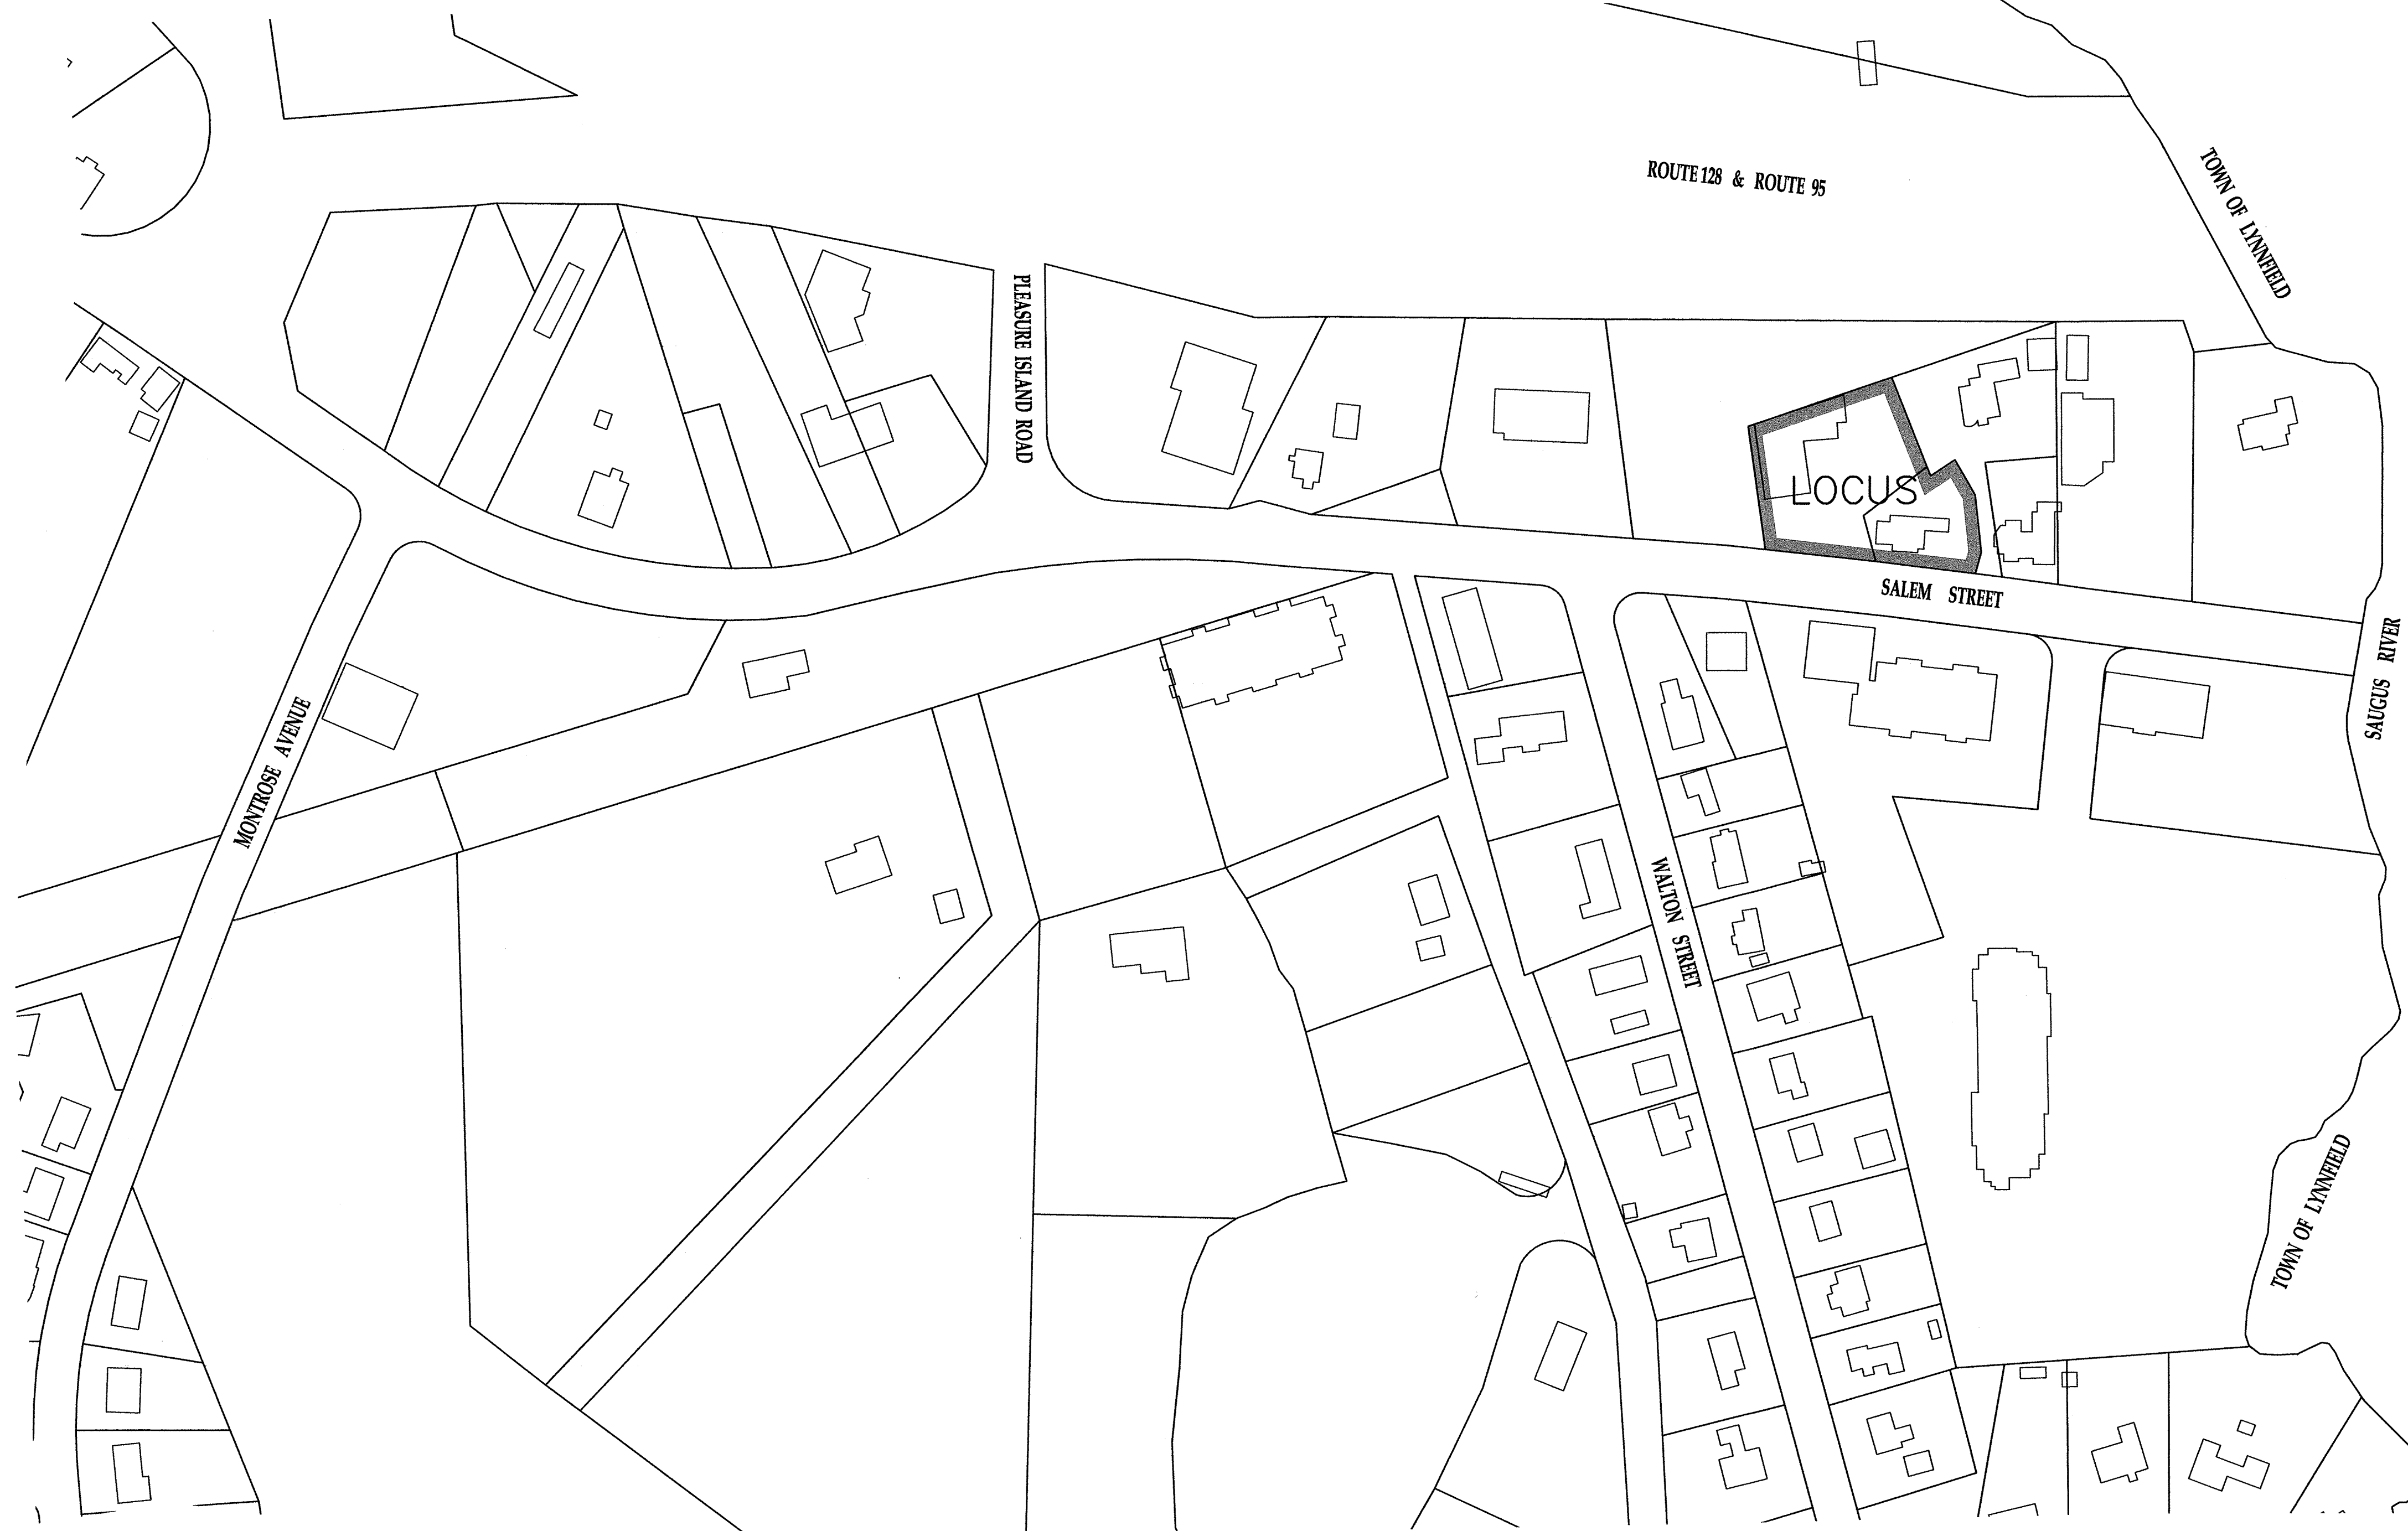 ROUTE 128 & ROUTE 95
TOWN OF LYNNFIELD
PLEASURE ISLAND ROAD
LOCUS
SALEM STREET
SAUGUS RIVER
MONTROSE AVENUE
WALTON STREET
TOWN OF LYNNFIELD